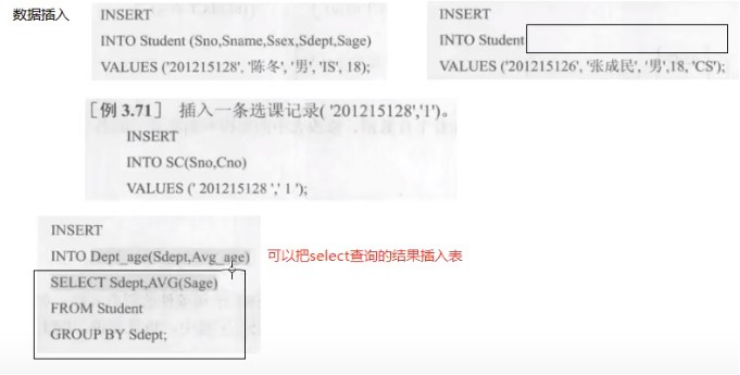 数据插入
INSERT
INTO Student (Sno,Sname,Ssex,Sdept,Sage)
VALUES ('201215128', '陈冬', '男', 'IS', 18);
INSERT
INTO Student
VALUES ('201215126', '张成民', '男',18, 'CS');
[例 3.71] 插入一条选课记录( '201215128','1')。
INSERT
INTO SC(Sno,Cno)
VALUES (' 201215128 ',' 1 ');
INSERT
INTO Dept_age(Sdept,Avg_age)
可以把select查询的结果插入表
SELECT Sdept,AVG(Sage)
FROM Student
GROUP BY Sdept;